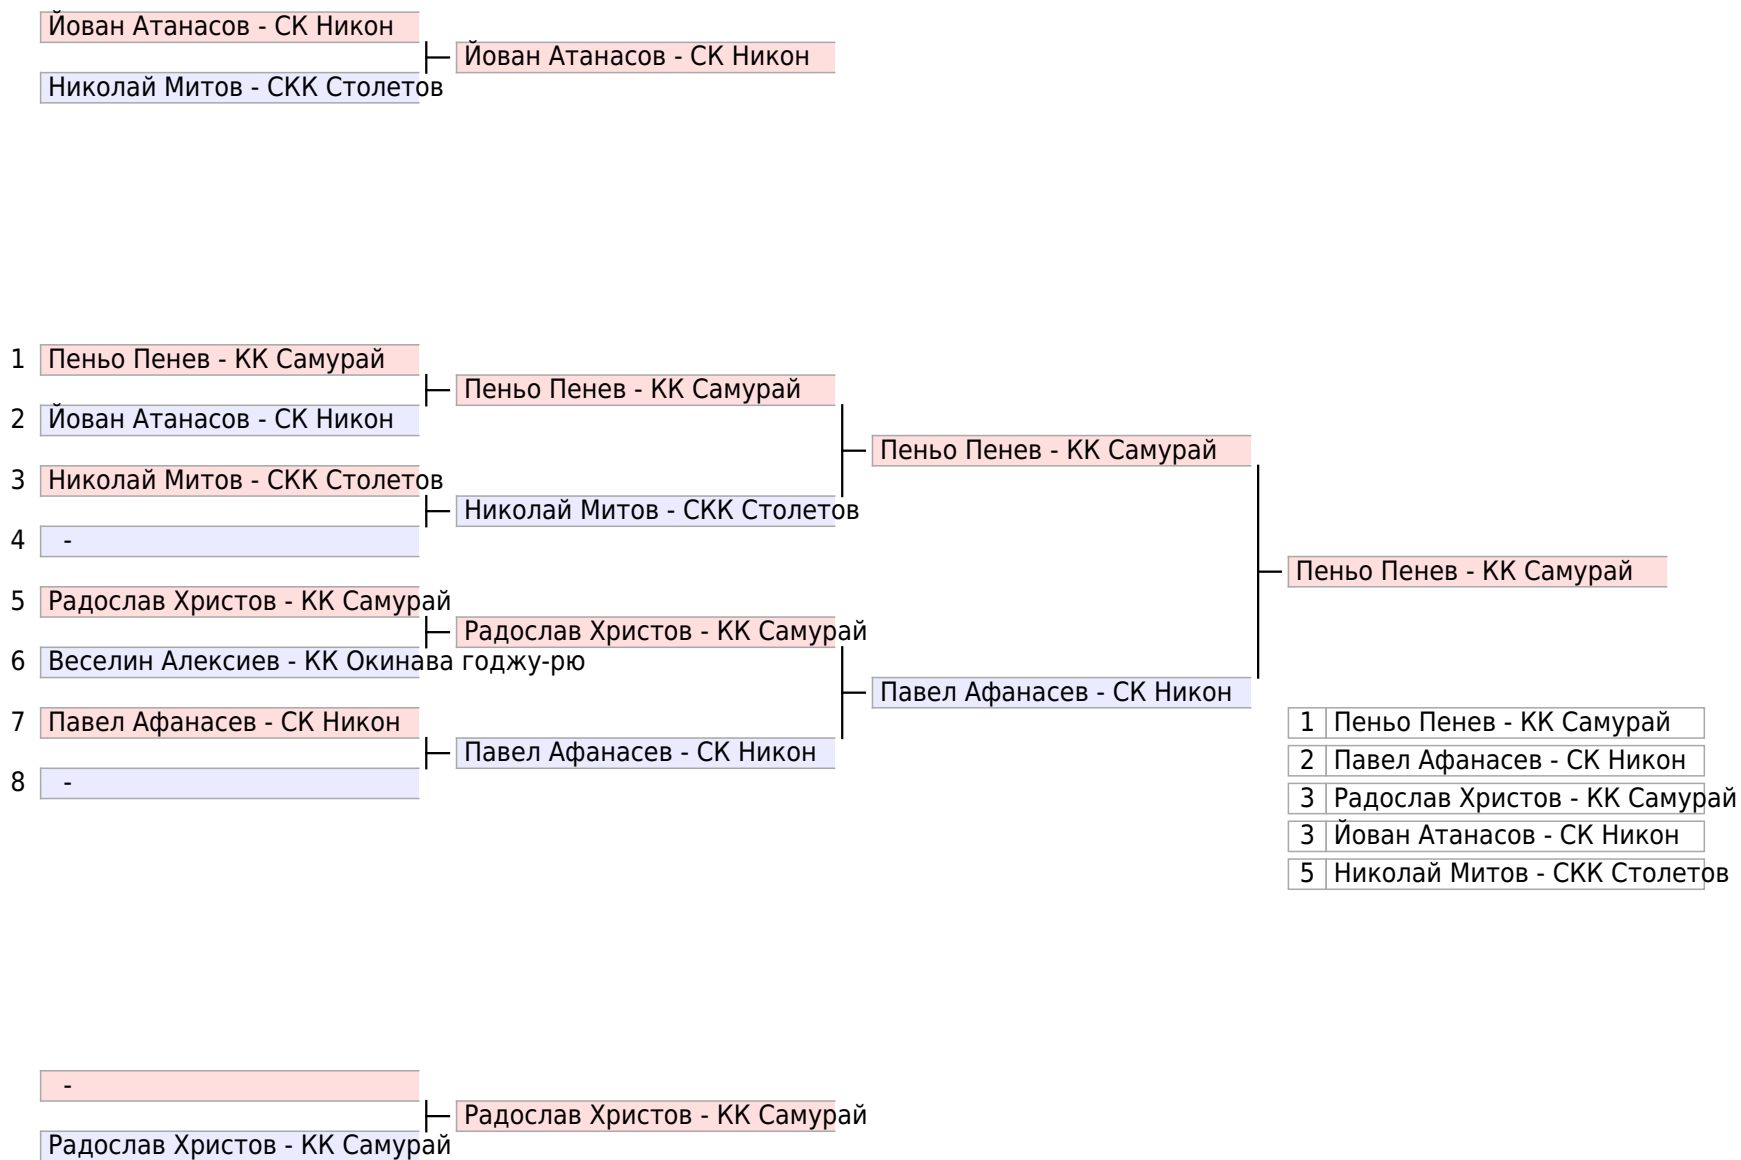 Йован Атанасов - СК Никон
Йован Атанасов - СК Никон
Николай Митов - СКК Столетов
1 Пеньо Пенев - КК Самурай
Пеньо Пенев - КК Самурай
2 Йован Атанасов - СК Никон
Пеньо Пенев - КК Самурай
3 Николай Митов - СКК Столетов
Николай Митов - СКК Столетов
4 -
Пеньо Пенев - КК Самурай
5 Радослав Христов - КК Самурай
Радослав Христов - КК Самурай
6 Веселин Алексиев - КК Окинава годжу-рю
Павел Афанасев - СК Никон
7 Павел Афанасев - СК Никон
Павел Афанасев - СК Никон
8 -
1 Пеньо Пенев - КК Самурай
2 Павел Афанасев - СК Никон
3 Радослав Христов - КК Самурай
3 Йован Атанасов - СК Никон
5 Николай Митов - СКК Столетов
-
Радослав Христов - КК Самурай
Радослав Христов - КК Самурай